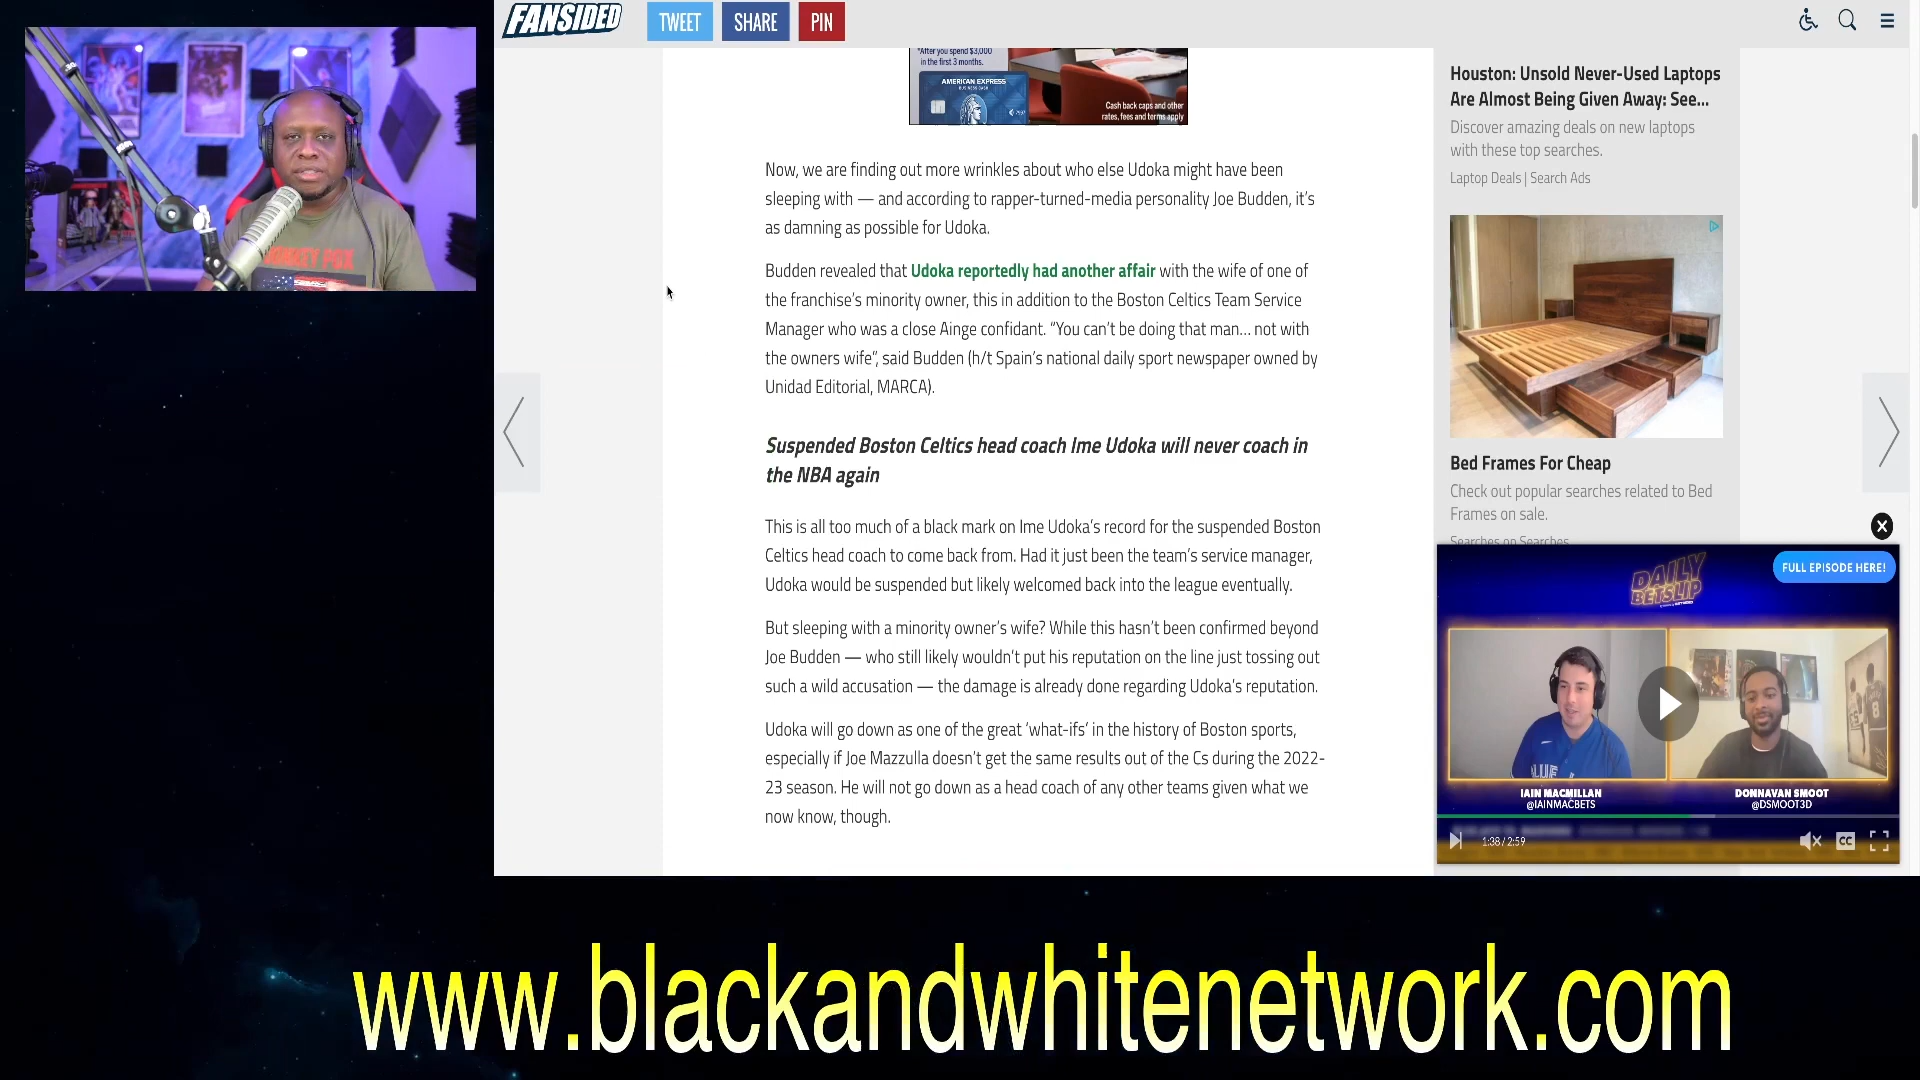 FANSIDED
TWEET
SHARE
PIN
*After you spend $3,000
in the first 3 months.
AMERICAN EXPRESS
Cash back caps and other
rates, fees and terms apply
Now, we are finding out more wrinkles about who else Udoka might have been
sleeping with — and according to rapper-turned-media personality Joe Budden, it's
as damning as possible for Udoka.
Budden revealed that Udoka reportedly had another affair with the wife of one of
the franchise's minority owner, this in addition to the Boston Celtics Team Service
Manager who was a close Ainge confidant. “You can't be doing that man... not with
the owners wife”, said Budden (h/t Spain's national daily sport newspaper owned by
Unidad Editorial, MARCA).
Suspended Boston Celtics head coach Ime Udoka will never coach in
the NBA again
This is all too much of a black mark on Ime Udoka's record for the suspended Boston
Celtics head coach to come back from. Had it just been the team's service manager,
Udoka would be suspended but likely welcomed back into the league eventually.
But sleeping with a minority owner's wife? While this hasn't been confirmed beyond
Joe Budden — who still likely wouldn't put his reputation on the line just tossing out
such a wild accusation — the damage is already done regarding Udoka's reputation.
Udoka will go down as one of the great ‘what-ifs’ in the history of Boston sports,
especially if Joe Mazzulla doesn't get the same results out of the Cs during the 2022-
23 season. He will not go down as a head coach of any other teams given what we
now know, though.
Houston: Unsold Never-Used Laptops
Are Almost Being Given Away: See...
Discover amazing deals on new laptops
with these top searches.
Laptop Deals | Search Ads
Bed Frames For Cheap
Check out popular searches related to Bed
Frames on sale.
Searches on Searches
DAILY
BETSLIP
FULL EPISODE HERE!
IAIN MACMILLAN
@IAINMACBETS
DONNAVAN SMOOT
@DSMOOT3D
1:38 / 2:59
CC
www.blackandwhitenetwork.com